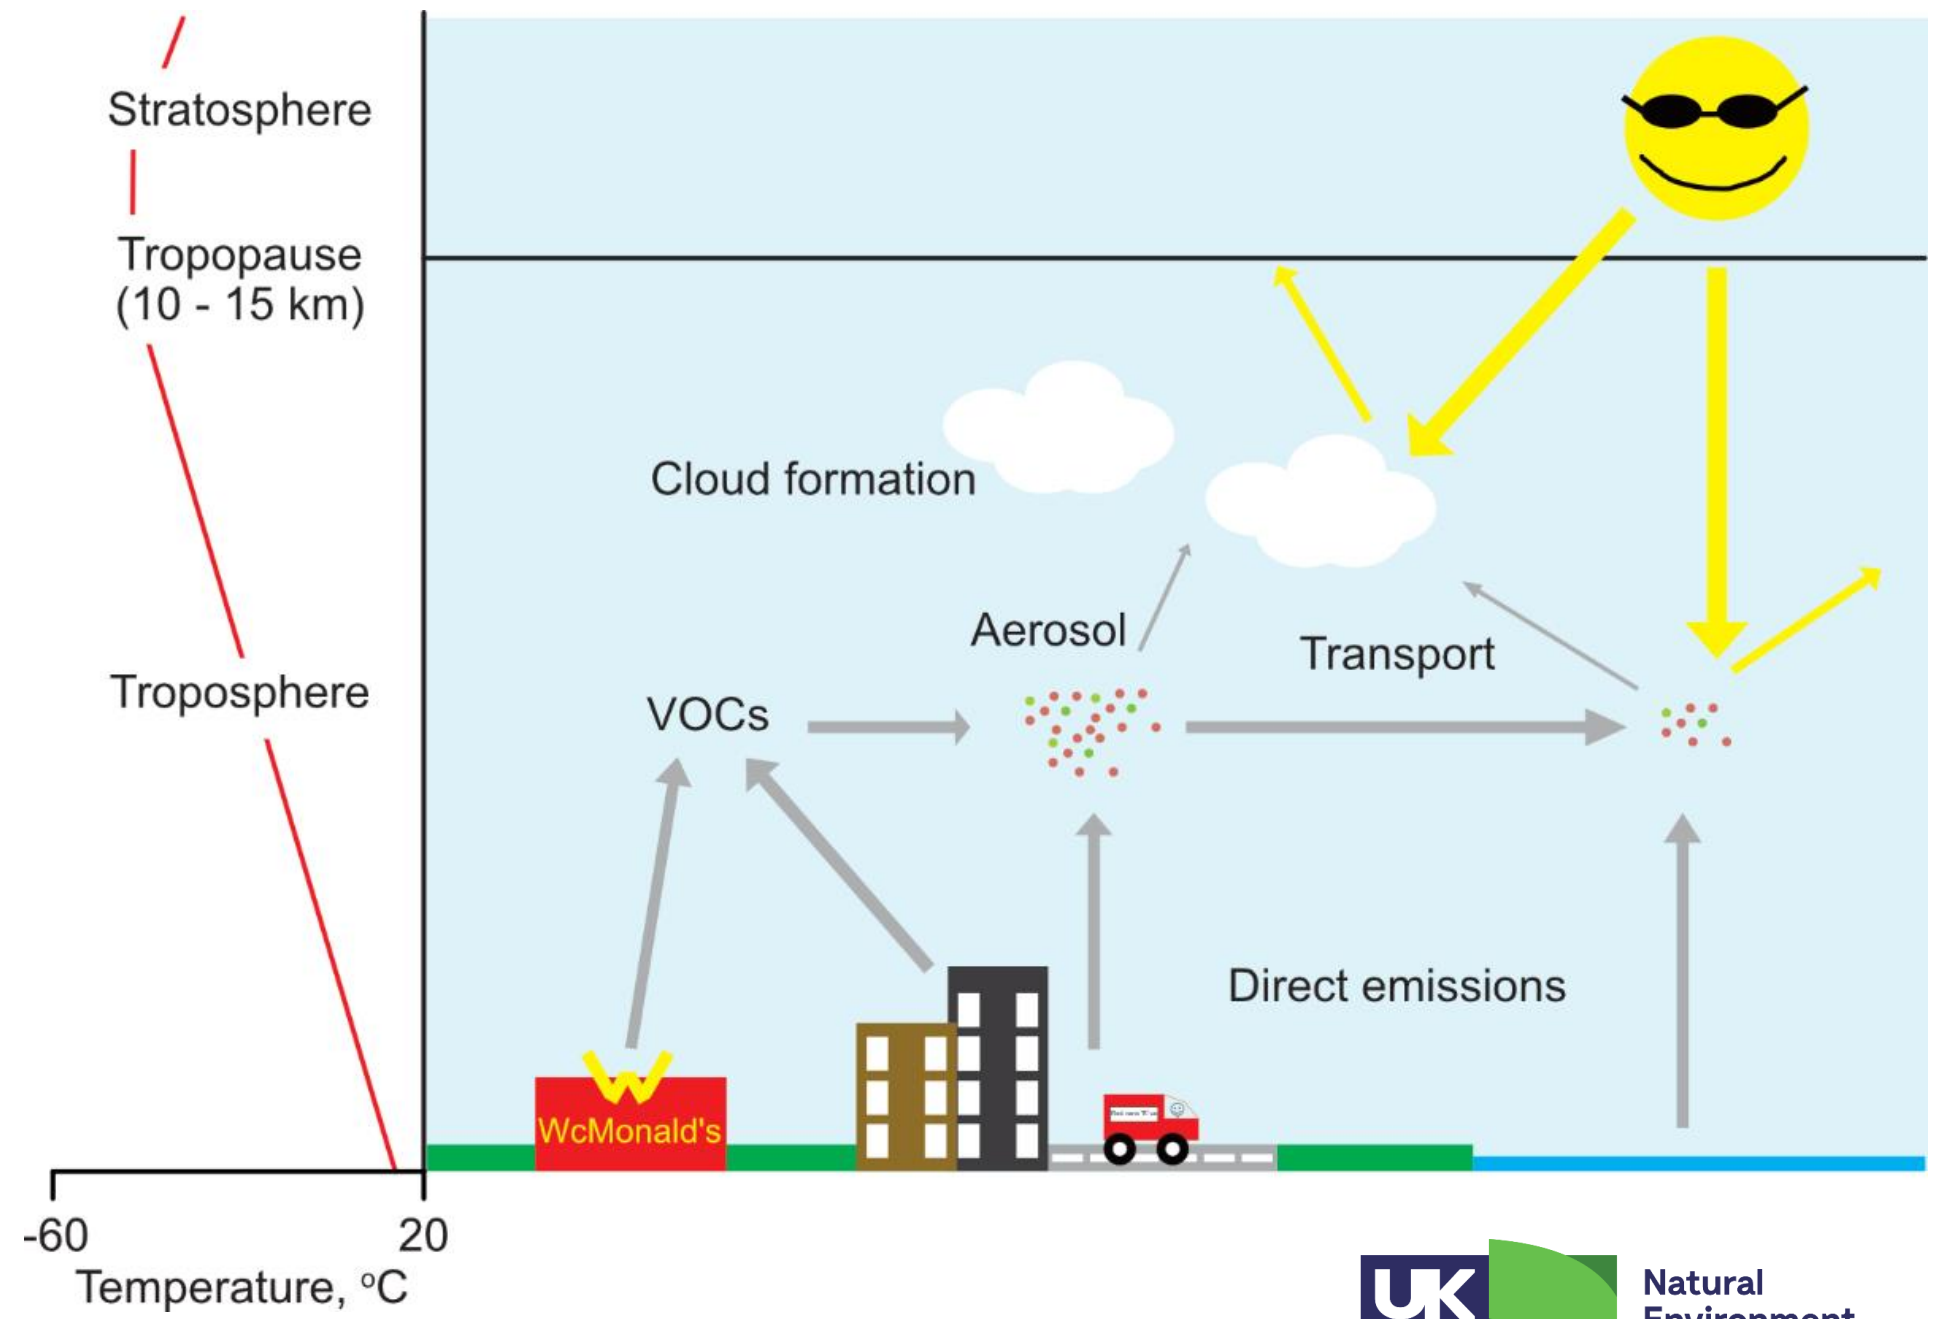 Stratosphere
Tropopause
(10 - 15 km)
Cloud formation
Aerosol
Transport
Troposphere
VOCs
Direct emissions
W
WcMonald's
-60
20
Temperature, °C
UK
Natural
Environment